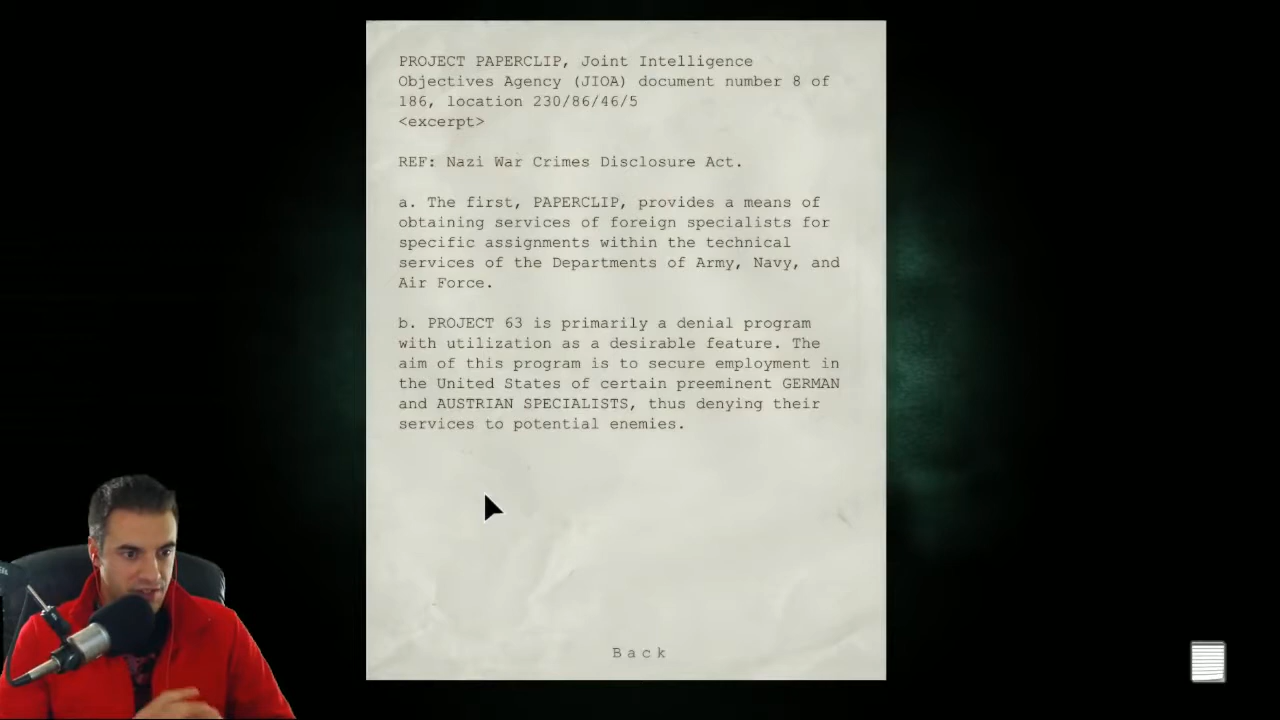 PROJECT PAPERCLIP, Joint Intelligence
Objectives Agency (JIOA) document number 8 of
186, location 230/86/46/5
<excerpt>
REF: Nazi War Crimes Disclosure Act.
a. The first, PAPERCLIP, provides a means of
obtaining services of foreign specialists for
specific assignments within the technical
services of the Departments of Army, Navy, and
Air Force.
b. PROJECT 63 is primarily a denial program
with utilization as a desirable feature. The
aim of this program is to secure employment in
the United States of certain preeminent GERMAN
and AUSTRIAN SPECIALISTS, thus denying their
services to potential enemies.
Back